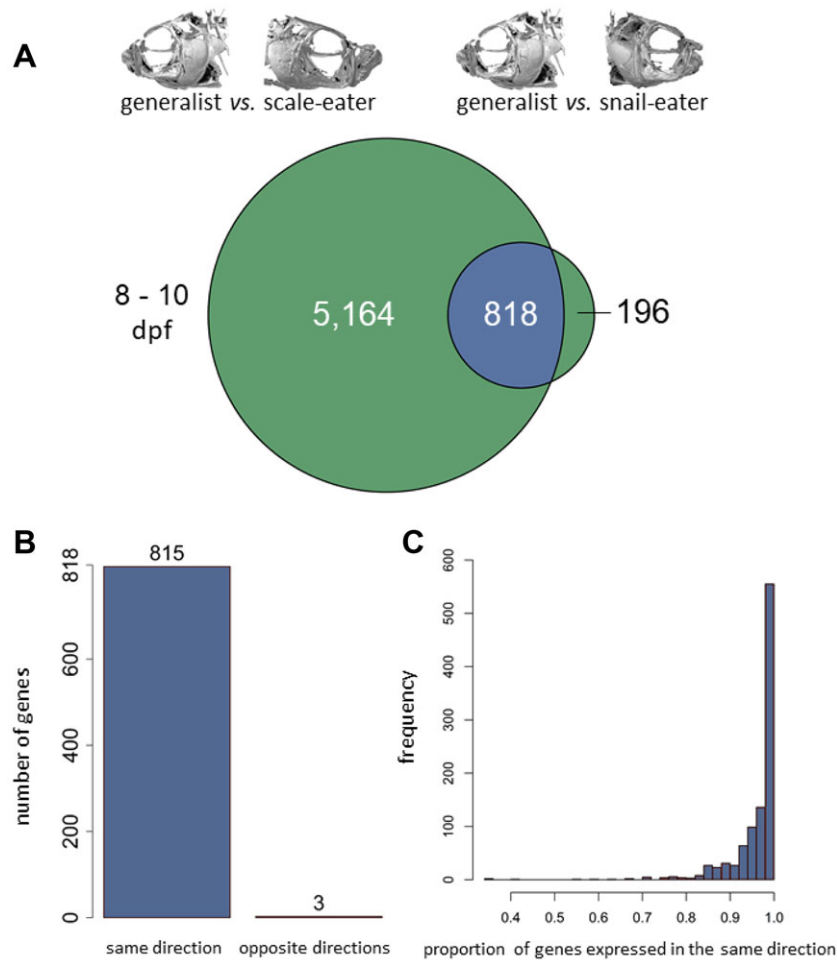 A
generalist vs. scale-eater
generalist vs. snail-eater
8 - 10
dpf
5,164
818
196
B
815
3
818
600
400
200
0
number of genes
same direction
opposite directions
C
600
500
400
300
200
100
0
frequency
0.4 0.5 0.6 0.7 0.8 0.9 1.0
proportion of genes expressed in the same direction